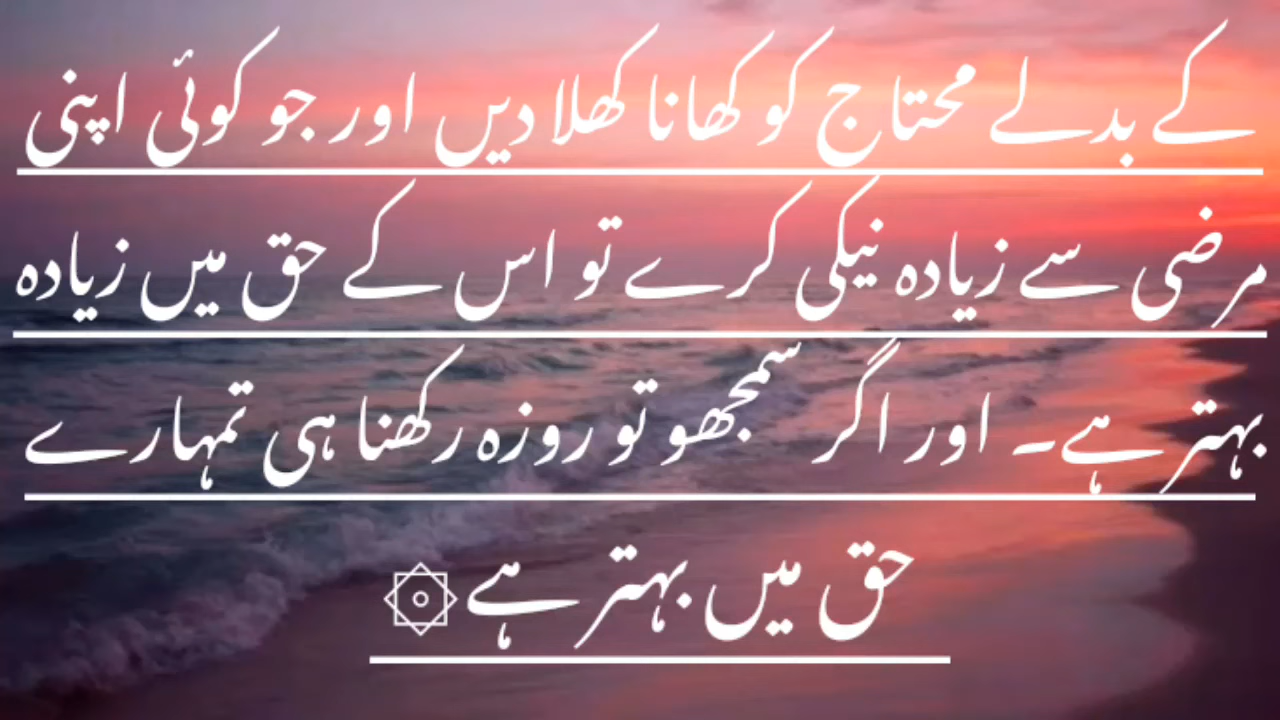 کے بدلے محتاج کو کھانا کھلا دیں اور جو کوئی اپنی
مرضی سے زیادہ نیکی کرے تو اس کے حق میں زیادہ
بہتر ہے۔ اور اگر سمجھو تو روزہ رکھنا ہی تمہارے
حق میں بہتر ہے۞